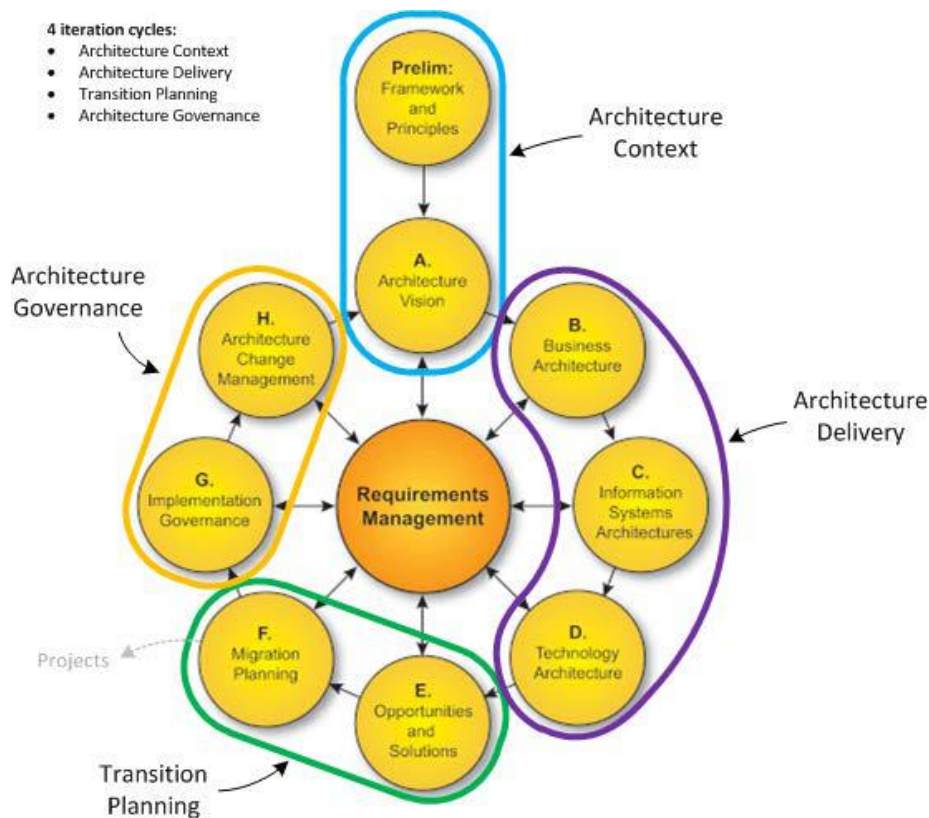 4 iteration cycles:
• Architecture Context
• Architecture Delivery
• Transition Planning
• Architecture Governance
Prelim:
Framework
and
Principles
Architecture
Context
A.
Architecture
Vision
Architecture
Governance
H.
Architecture
Change
Management
B.
Business
Architecture
Architecture
Delivery
G.
Implementation
Governance
Requirements
Management
C.
Information
Systems
Architectures
Projects
F.
Migration
Planning
E.
Opportunities
and
Solutions
D.
Technology
Architecture
Transition
Planning